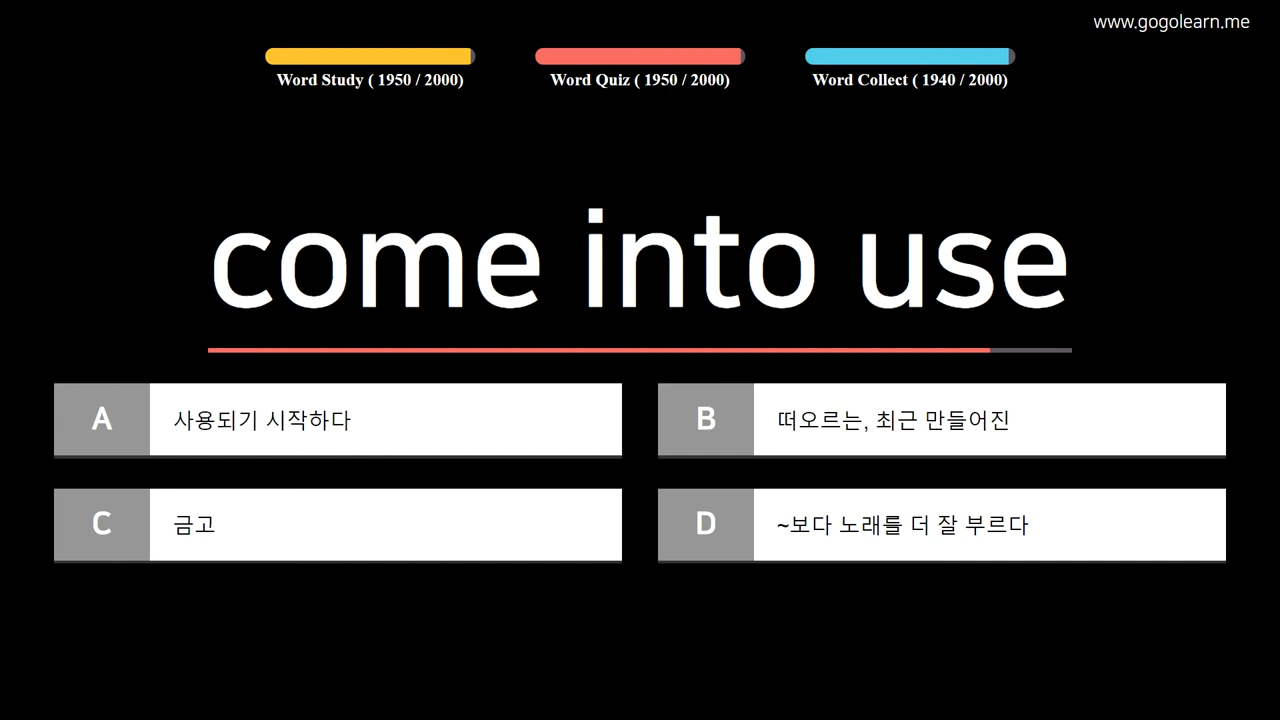 www.gogolearn.me
Word Study ( 1950 / 2000)
Word Quiz ( 1950 / 2000)
Word Collect ( 1940 / 2000)
come into use
A 사용되기 시작하다
B 떠오르는, 최근 만들어진
C 금고
D ~보다 노래를 더 잘 부르다